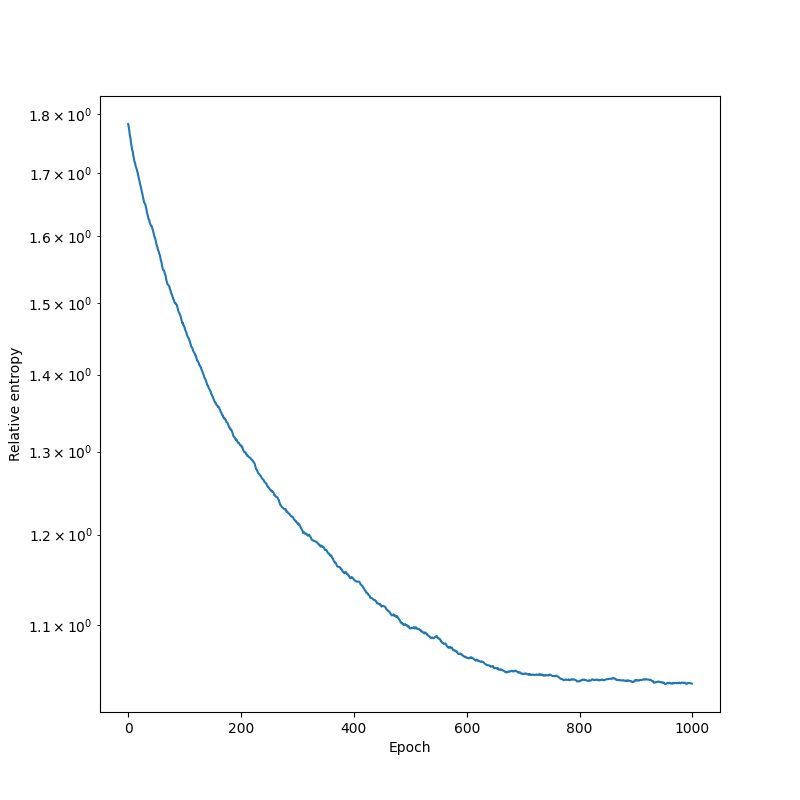 1.8 × 10⁰
1.7 × 10⁰
1.6 × 10⁰
1.5 × 10⁰
1.4 × 10⁰
1.3 × 10⁰
1.2 × 10⁰
1.1 × 10⁰
Relative entropy
0 200 400 600 800 1000
Epoch